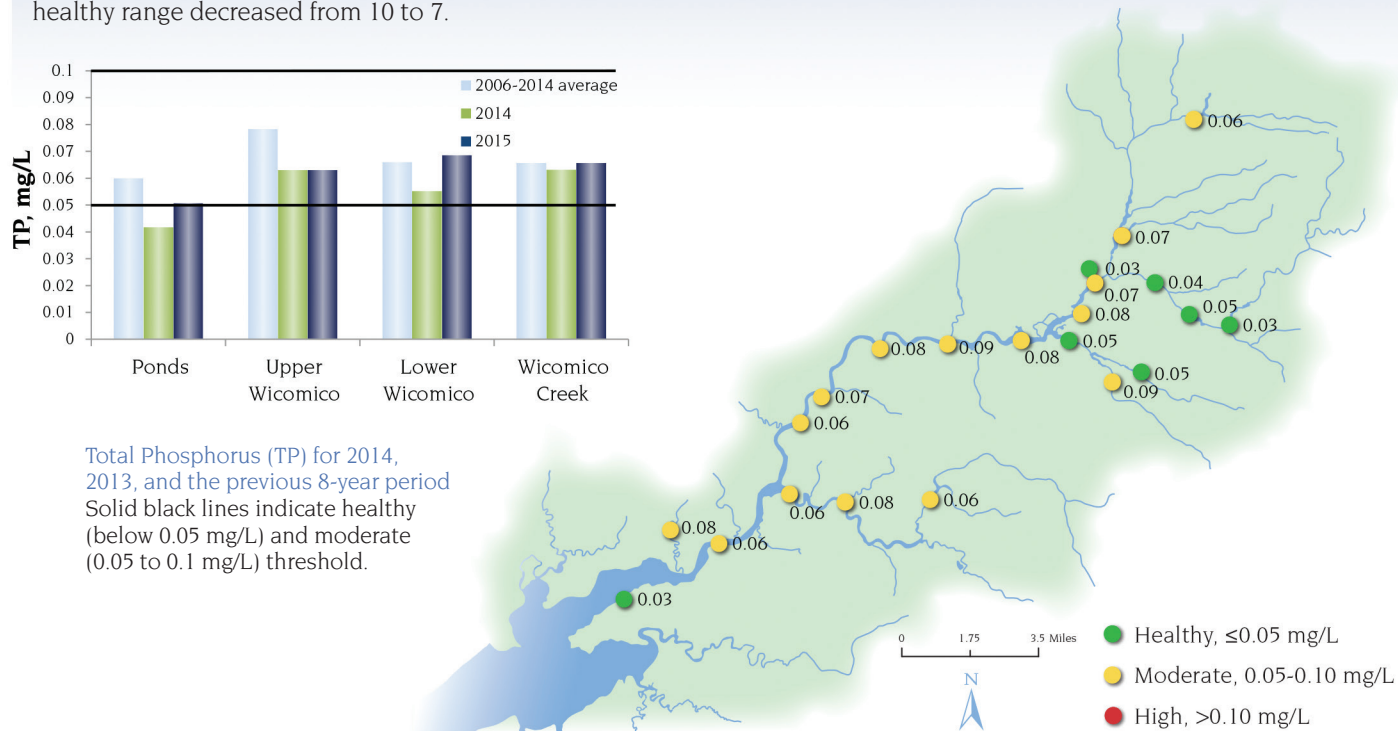 healthy range decreased from 10 to 7.
0.1
0.09
0.08
0.07
0.06
0.05
0.04
0.03
0.02
0.01
0
TP, mg/L
2006-2014 average
2014
2015
Ponds
Upper
Wicomico
Lower
Wicomico
Wicomico
Creek
Total Phosphorus (TP) for 2014,
2013, and the previous 8-year period
Solid black lines indicate healthy
(below 0.05 mg/L) and moderate
(0.05 to 0.1 mg/L) threshold.
0.06
0.07
0.03
0.04
0.07
0.05
0.08
0.03
0.05
0.08
0.09
0.08
0.05
0.09
0.07
0.06
0.06
0.08
0.06
0.08
0.06
0.03
0 1.75 3.5 Miles
N
Healthy, ≤0.05 mg/L
Moderate, 0.05-0.10 mg/L
High, >0.10 mg/L